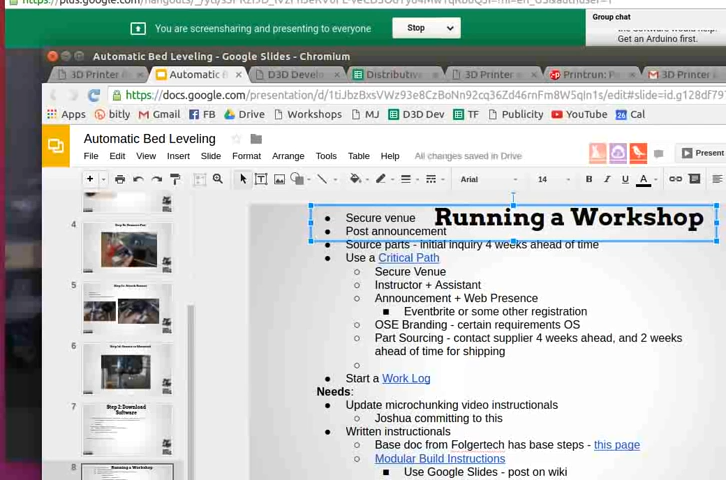 You are screensharing and presenting to everyone
Stop
Group chat
Get an Arduino first.
Automatic Bed Leveling - Google Slides - Chromium
3D Printer
Automatic
D3D Develo
Distributive
3D Printer
Printrun: P
3D Printer
https://docs.google.com/presentation/d/
Apps
bitly
Gmail
FB
Drive
Workshops
MJ
D3D Dev
TF
Publicity
YouTube
26 Cal
Automatic Bed Leveling
File Edit View Insert Slide Format Arrange Tools Table Help All changes saved in Drive
Present
Arial
14
B I U A
4
5
6
7
Step 2: Download
Software
8
Running a Workshop
Running a Workshop
● Secure venue
● Post announcement
● Source parts - initial inquiry 4 weeks ahead of time
● Use a Critical Path
○ Secure Venue
○ Instructor + Assistant
○ Announcement + Web Presence
■ Eventbrite or some other registration
○ OSE Branding - certain requirements OS
○ Part Sourcing - contact supplier 4 weeks ahead, and 2 weeks
ahead of time for shipping
○
● Start a Work Log
Needs:
● Update microchunking video instructionals
○ Joshua committing to this
● Written instructionals
○ Base doc from Folgertech has base steps - this page
○ Modular Build Instructions
■ Use Google Slides - post on wiki